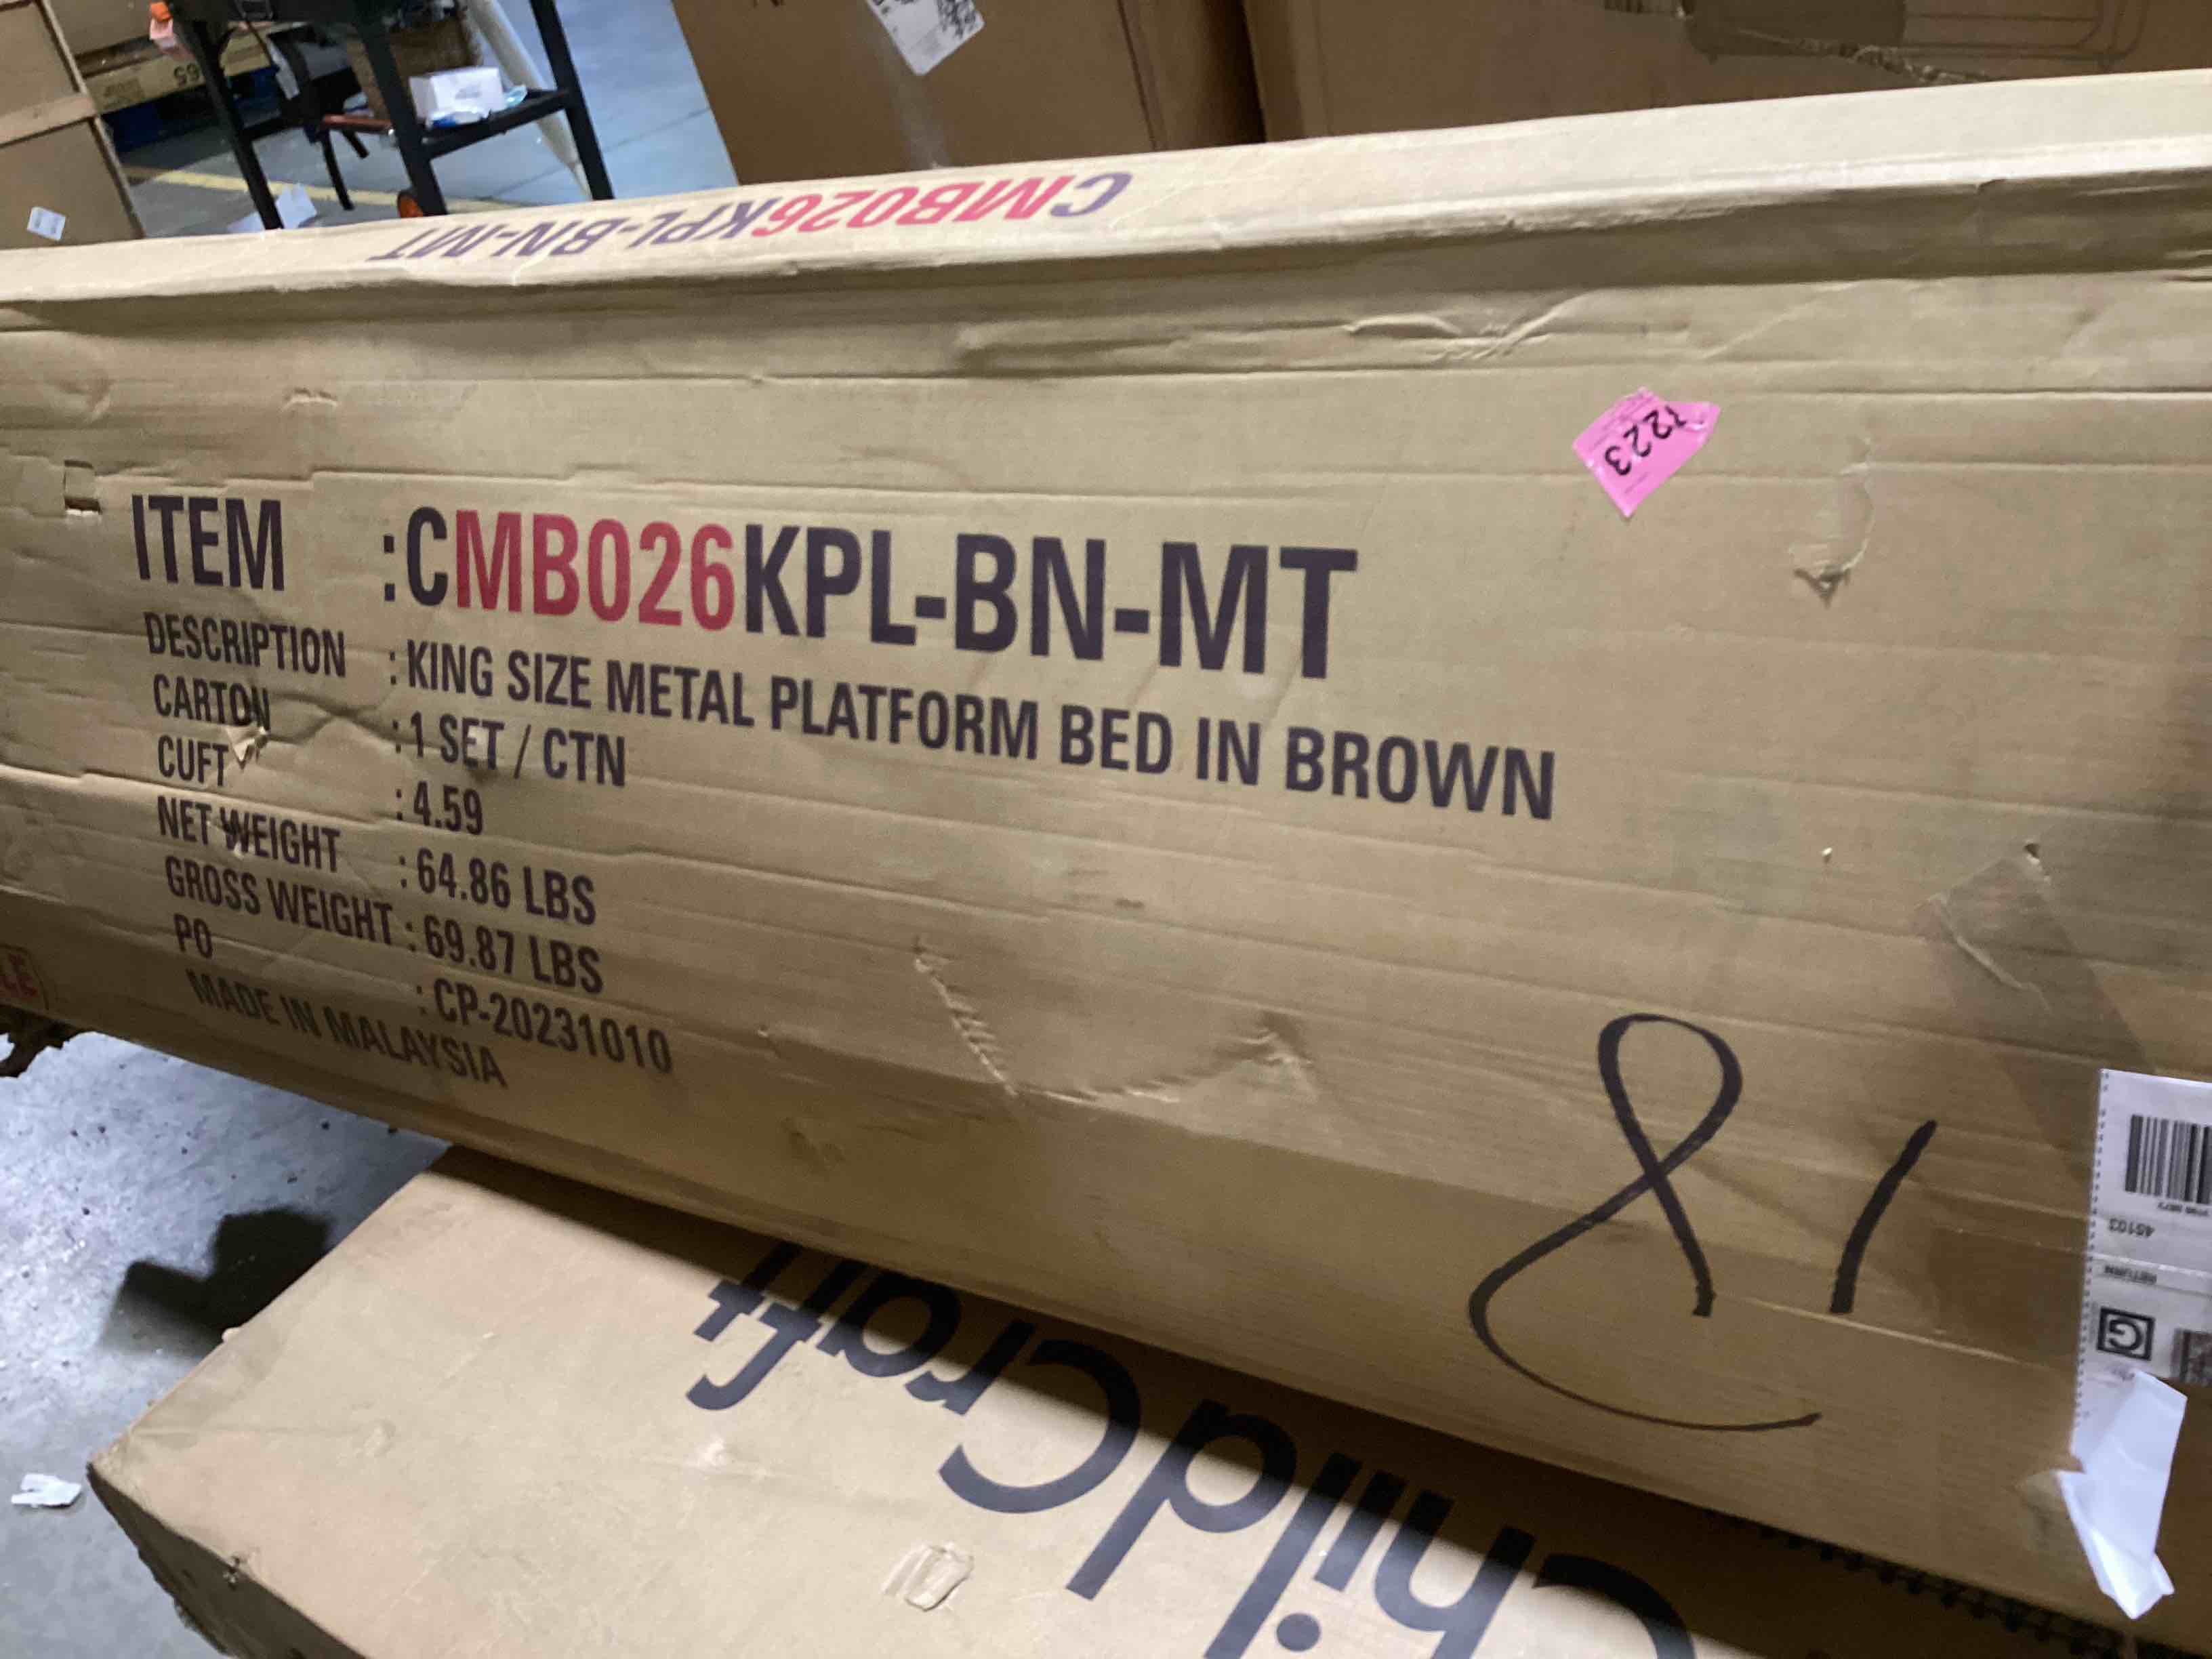 CMB026KPL-BN-MT
1223
ITEM :CMB026KPL-BN-MT
DESCRIPTION : KING SIZE METAL PLATFORM BED IN BROWN
CARTON : 1 SET / CTN
CUFT : 4.59
NET WEIGHT : 64.86 LBS
GROSS WEIGHT : 69.87 LBS
PO : CP-20231010
MADE IN MALAYSIA
81
45103
RETURN
G
ChildCraft